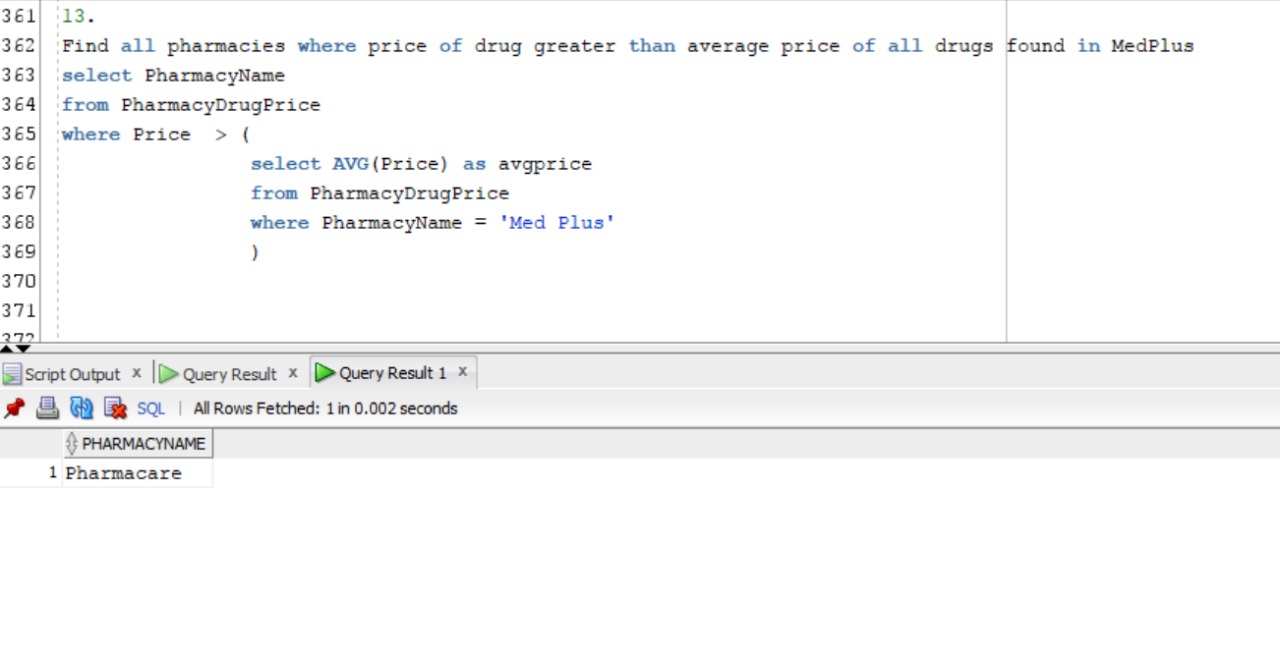 361 13.
362 Find all pharmacies where price of drug greater than average price of all drugs found in MedPlus
363 select PharmacyName
364 from PharmacyDrugPrice
365 where Price  > (
366 select AVG(Price) as avgprice
367 from PharmacyDrugPrice
368 where PharmacyName = 'Med Plus'
369 )
370
371
372
Script Output x Query Result x Query Result 1 x
SQL | All Rows Fetched: 1 in 0.002 seconds
PHARMACYNAME
1 Pharmacare